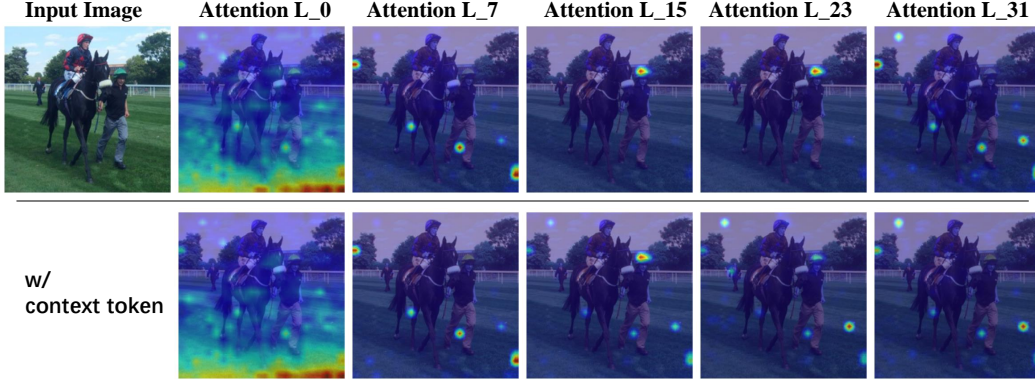 Input Image Attention L_0 Attention L_7 Attention L_15 Attention L_23 Attention L_31
w/
context token